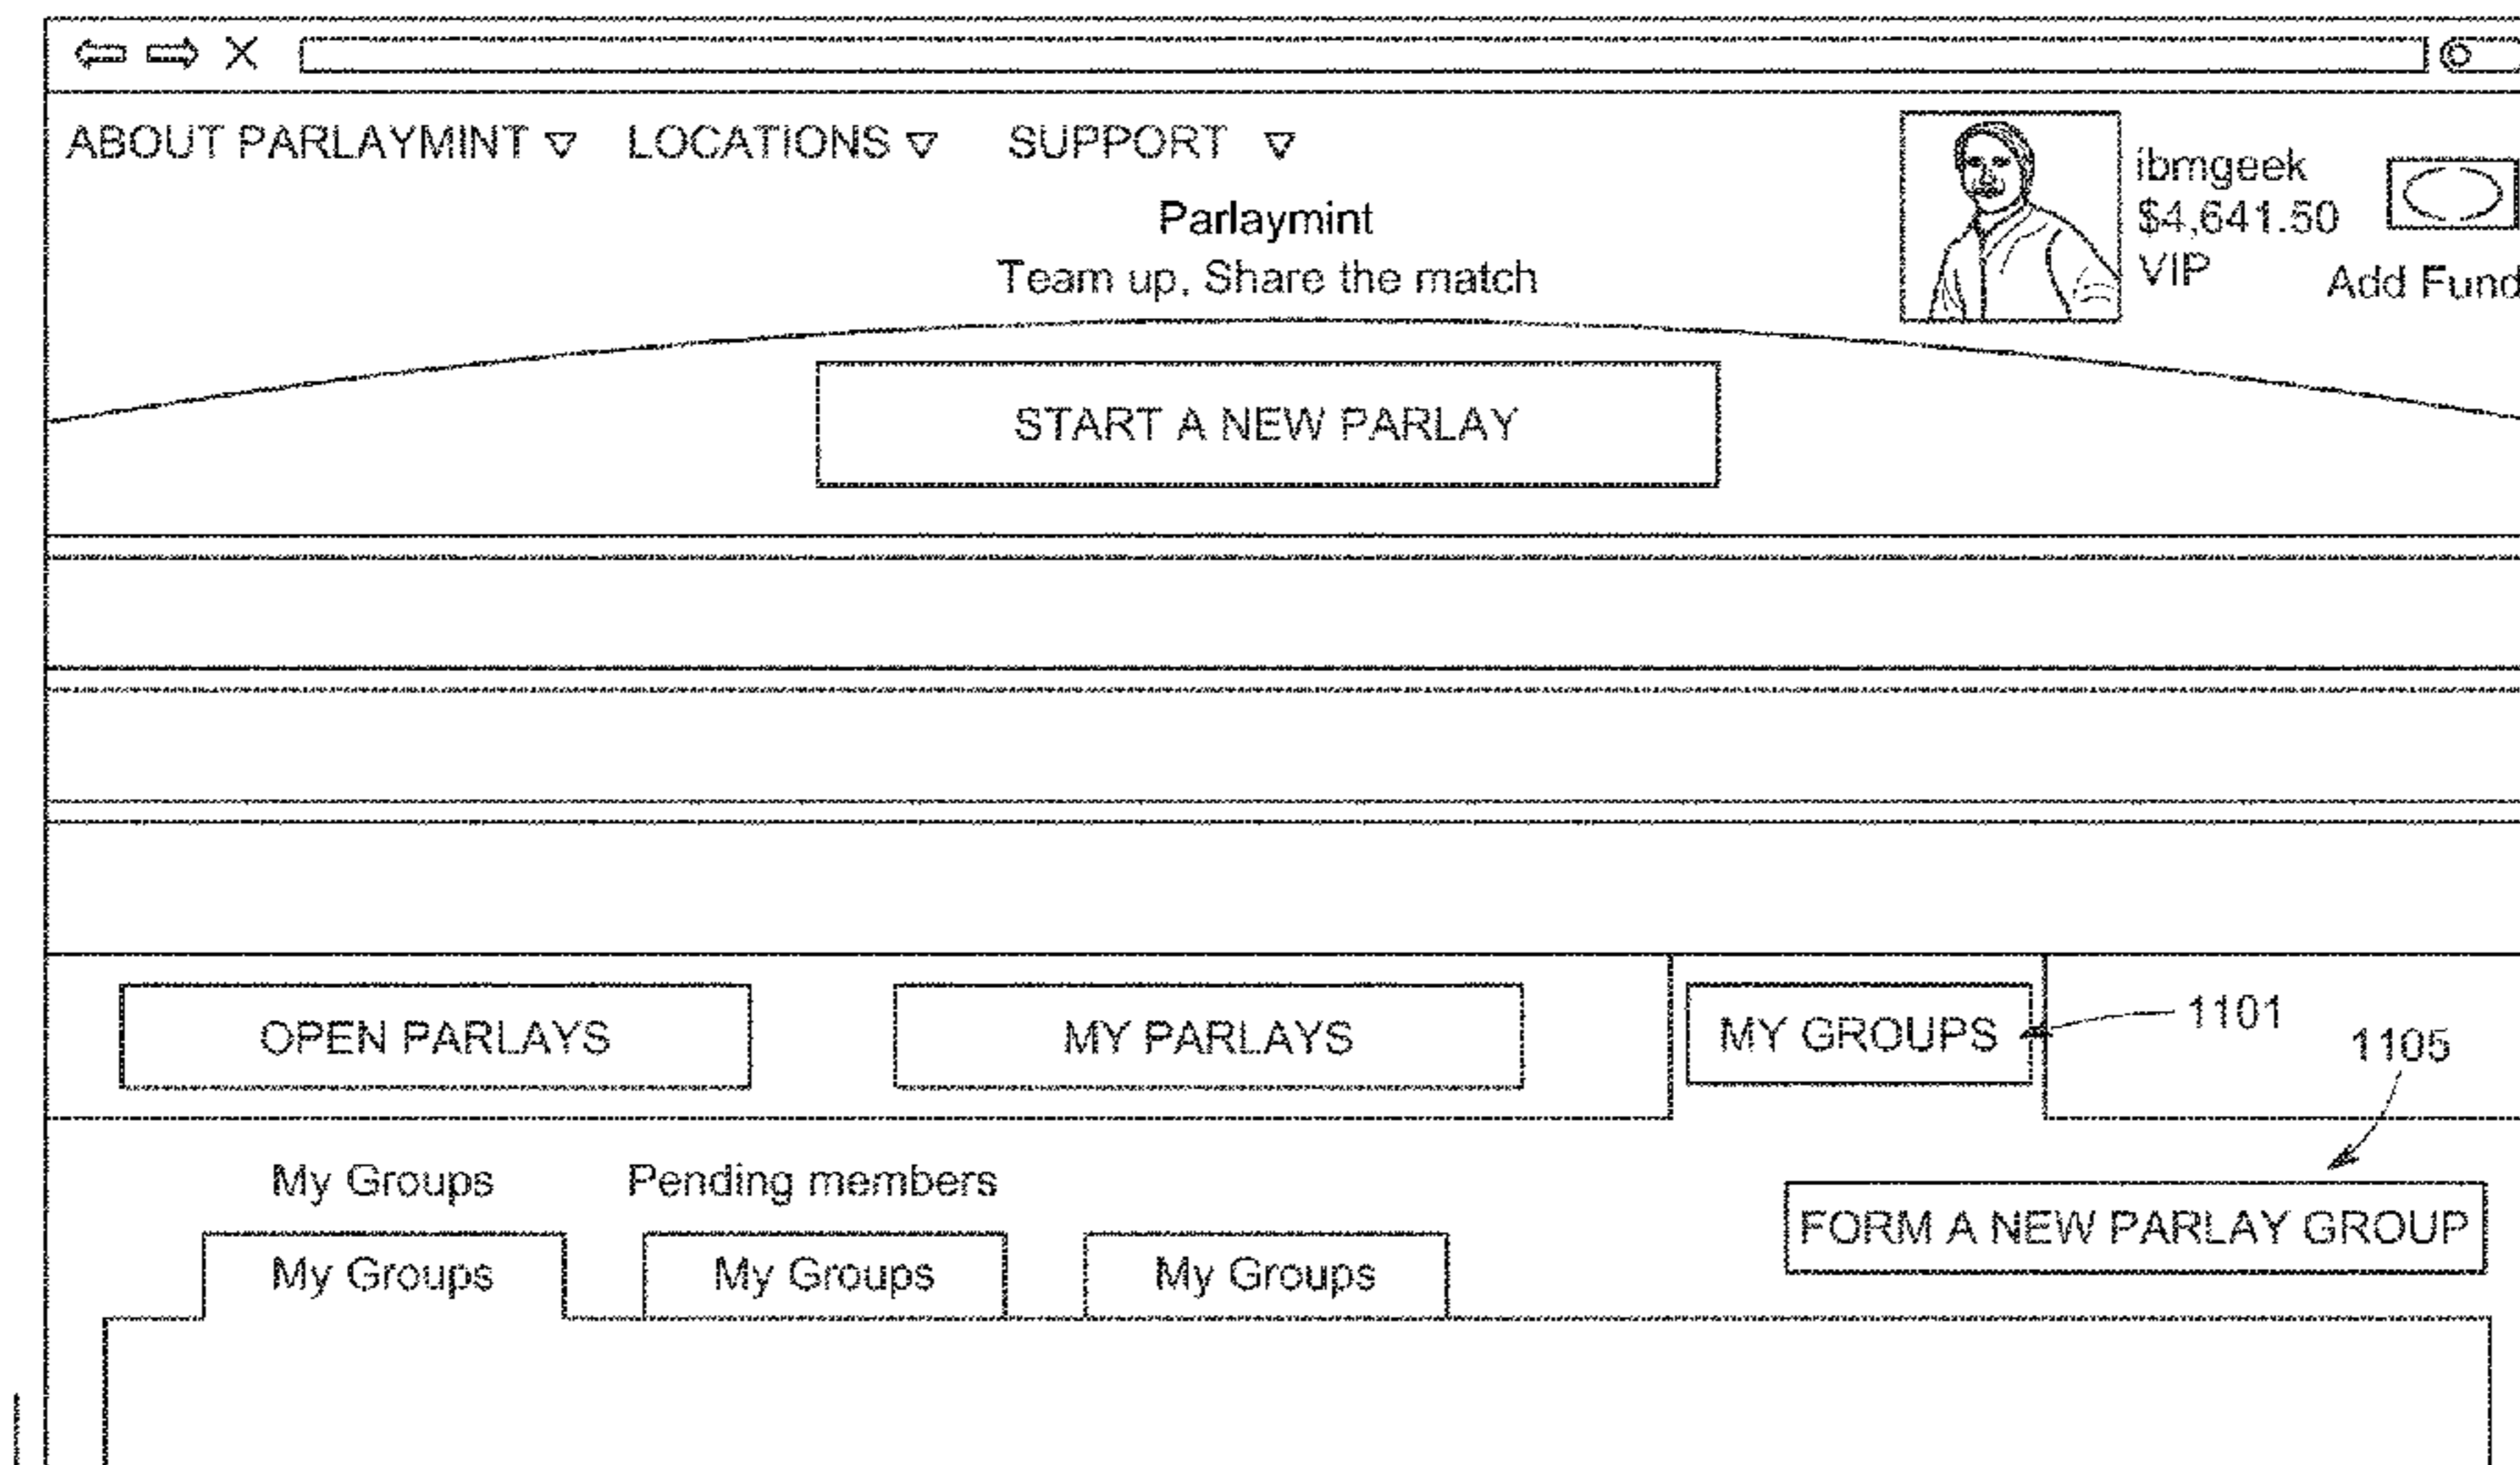 ABOUT PARLAYMINT LOCATIONS SUPPORT
ibmgeek
$4,641.50
VIP
Add Fund
Parlaymint
Team up. Share the match
START A NEW PARLAY
OPEN PARLAYS MY PARLAYS MY GROUPS 1101
1105
My Groups Pending members
FORM A NEW PARLAY GROUP
My Groups My Groups My Groups